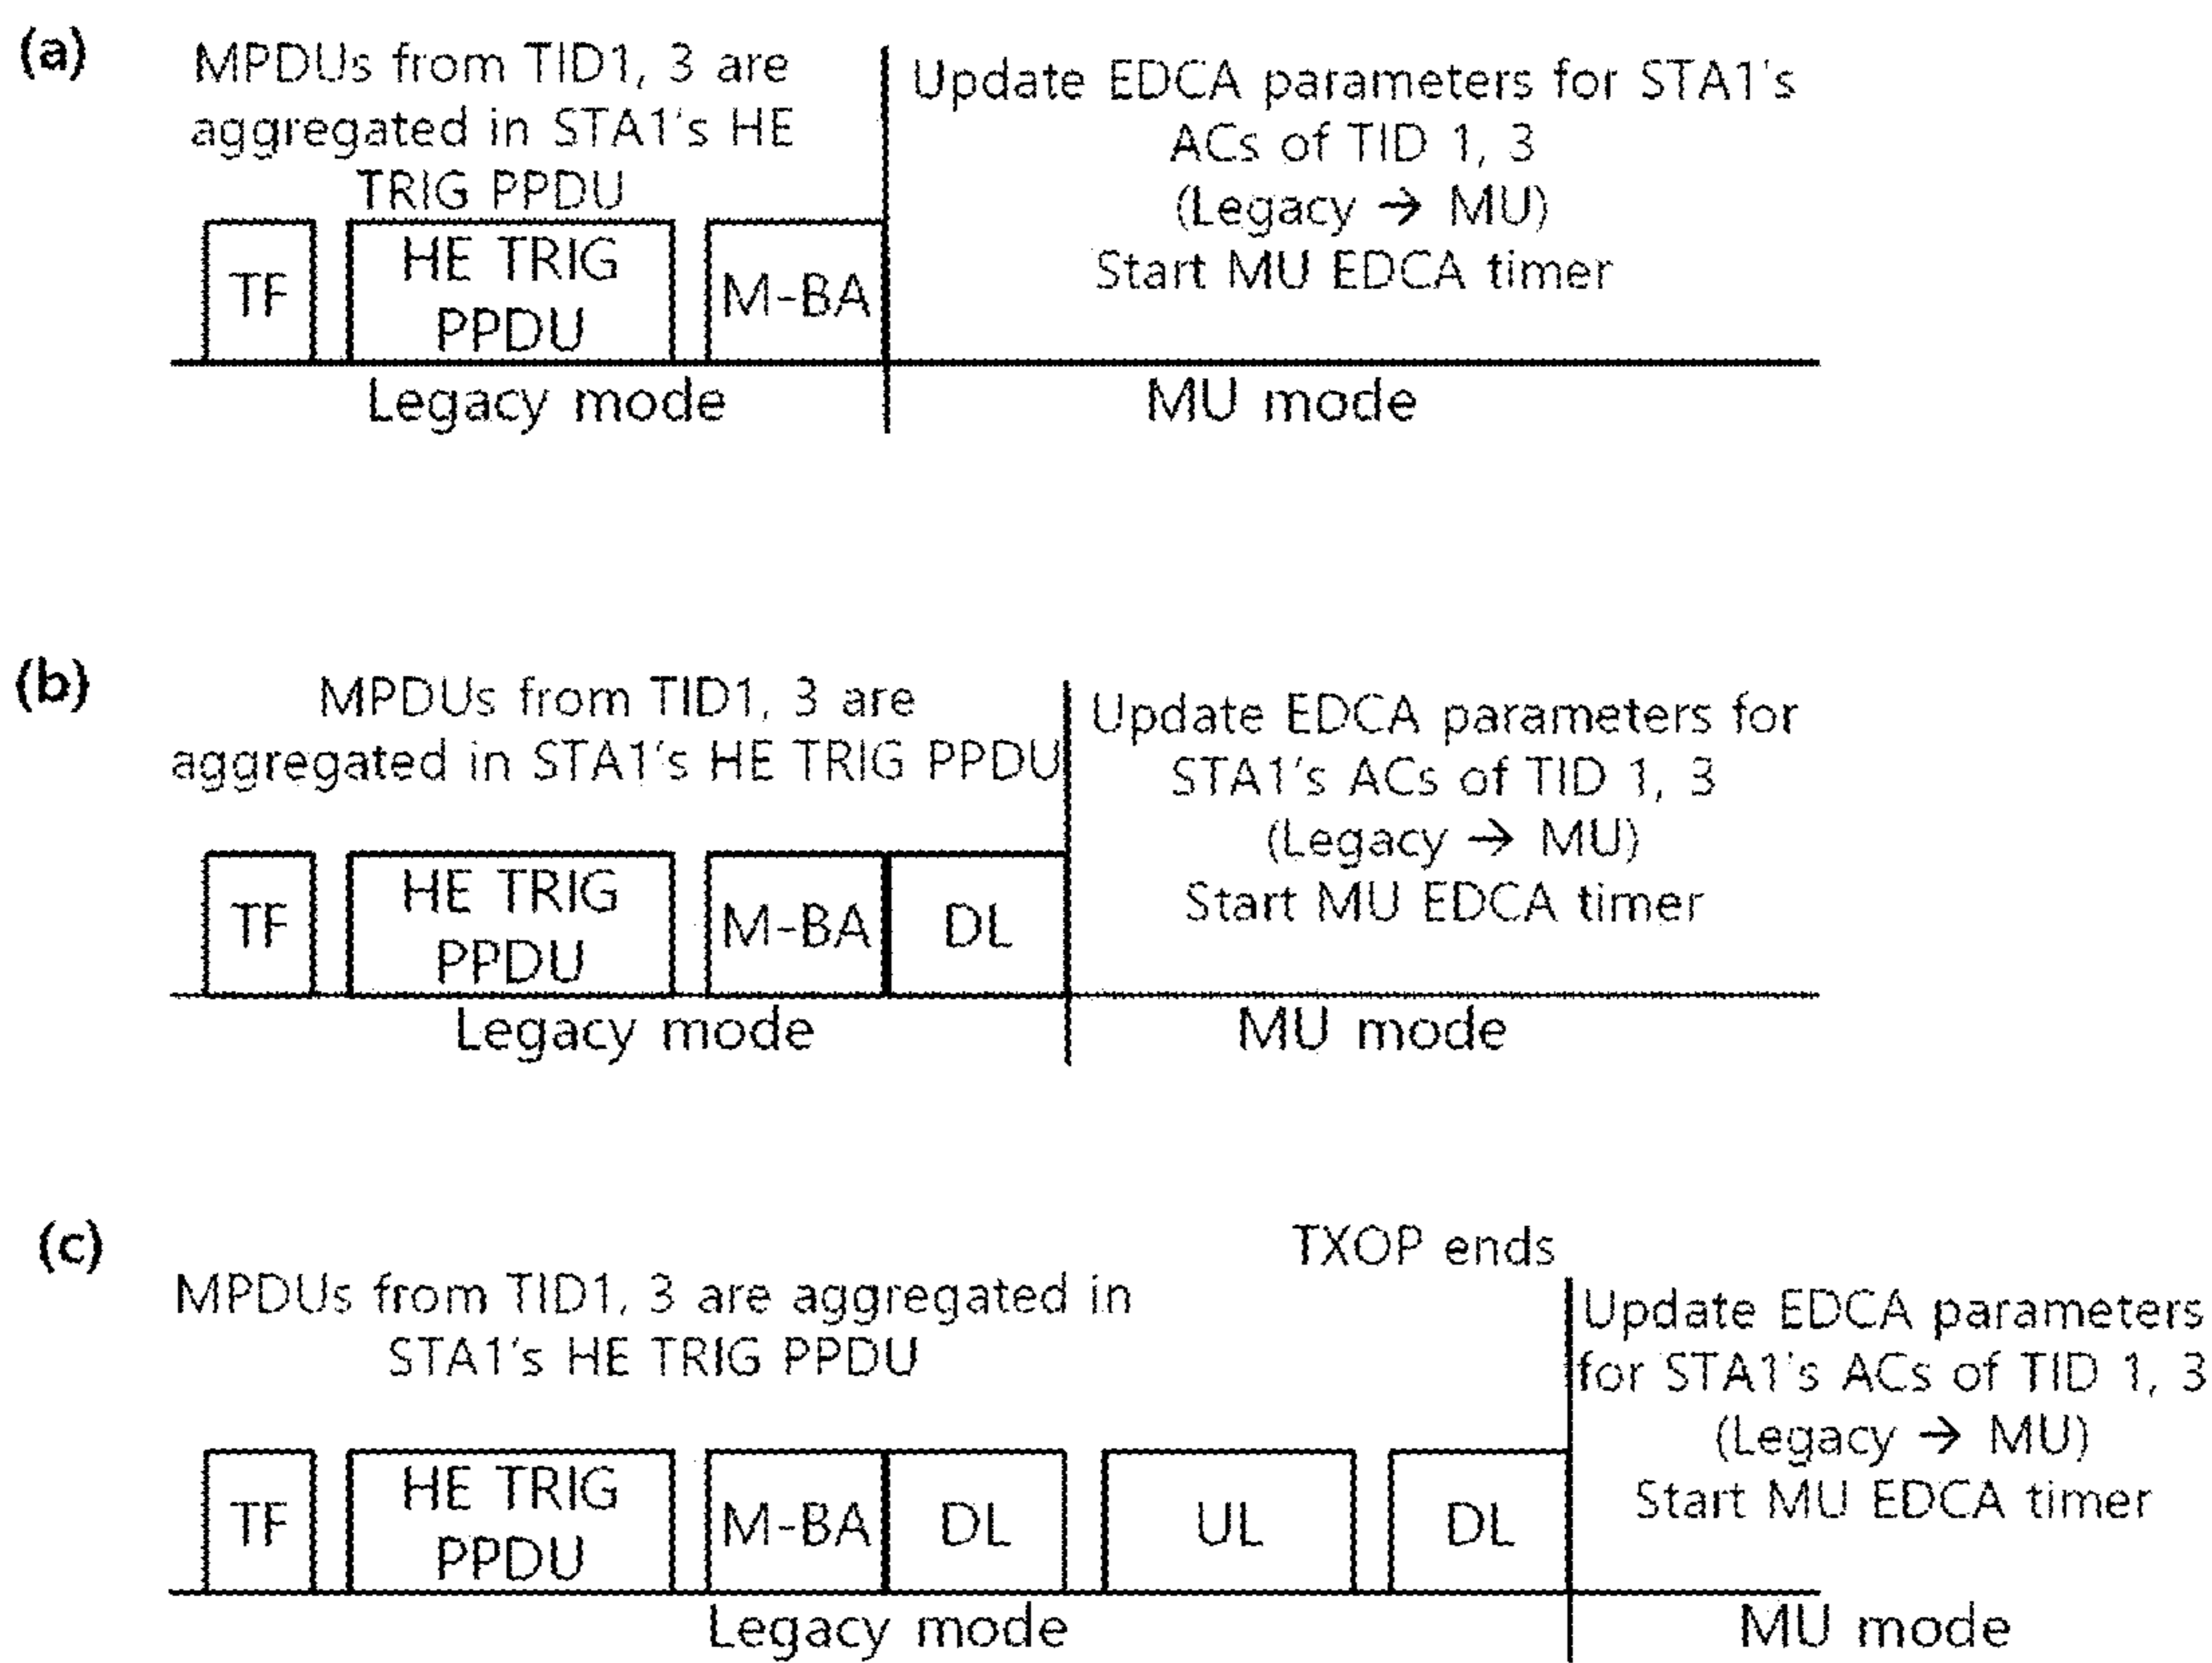 (a)
MPDUs from TID1, 3 are
aggregated in STA1's HE
TRIG PPDU
Update EDCA parameters for STA1's
ACs of TID 1, 3
(Legacy → MU)
Start MU EDCA timer
TF
HE TRIG
PPDU
M-BA
Legacy mode
MU mode
(b)
MPDUs from TID1, 3 are
aggregated in STA1's HE TRIG PPDU
Update EDCA parameters for
STA1's ACs of TID 1, 3
(Legacy → MU)
Start MU EDCA timer
TF
HE TRIG
PPDU
M-BA
DL
Legacy mode
MU mode
(c)
TXOP ends
MPDUs from TID1, 3 are aggregated in
STA1's HE TRIG PPDU
Update EDCA parameters
for STA1's ACs of TID 1, 3
(Legacy → MU)
Start MU EDCA timer
TF
HE TRIG
PPDU
M-BA
DL
UL
DL
Legacy mode
MU mode